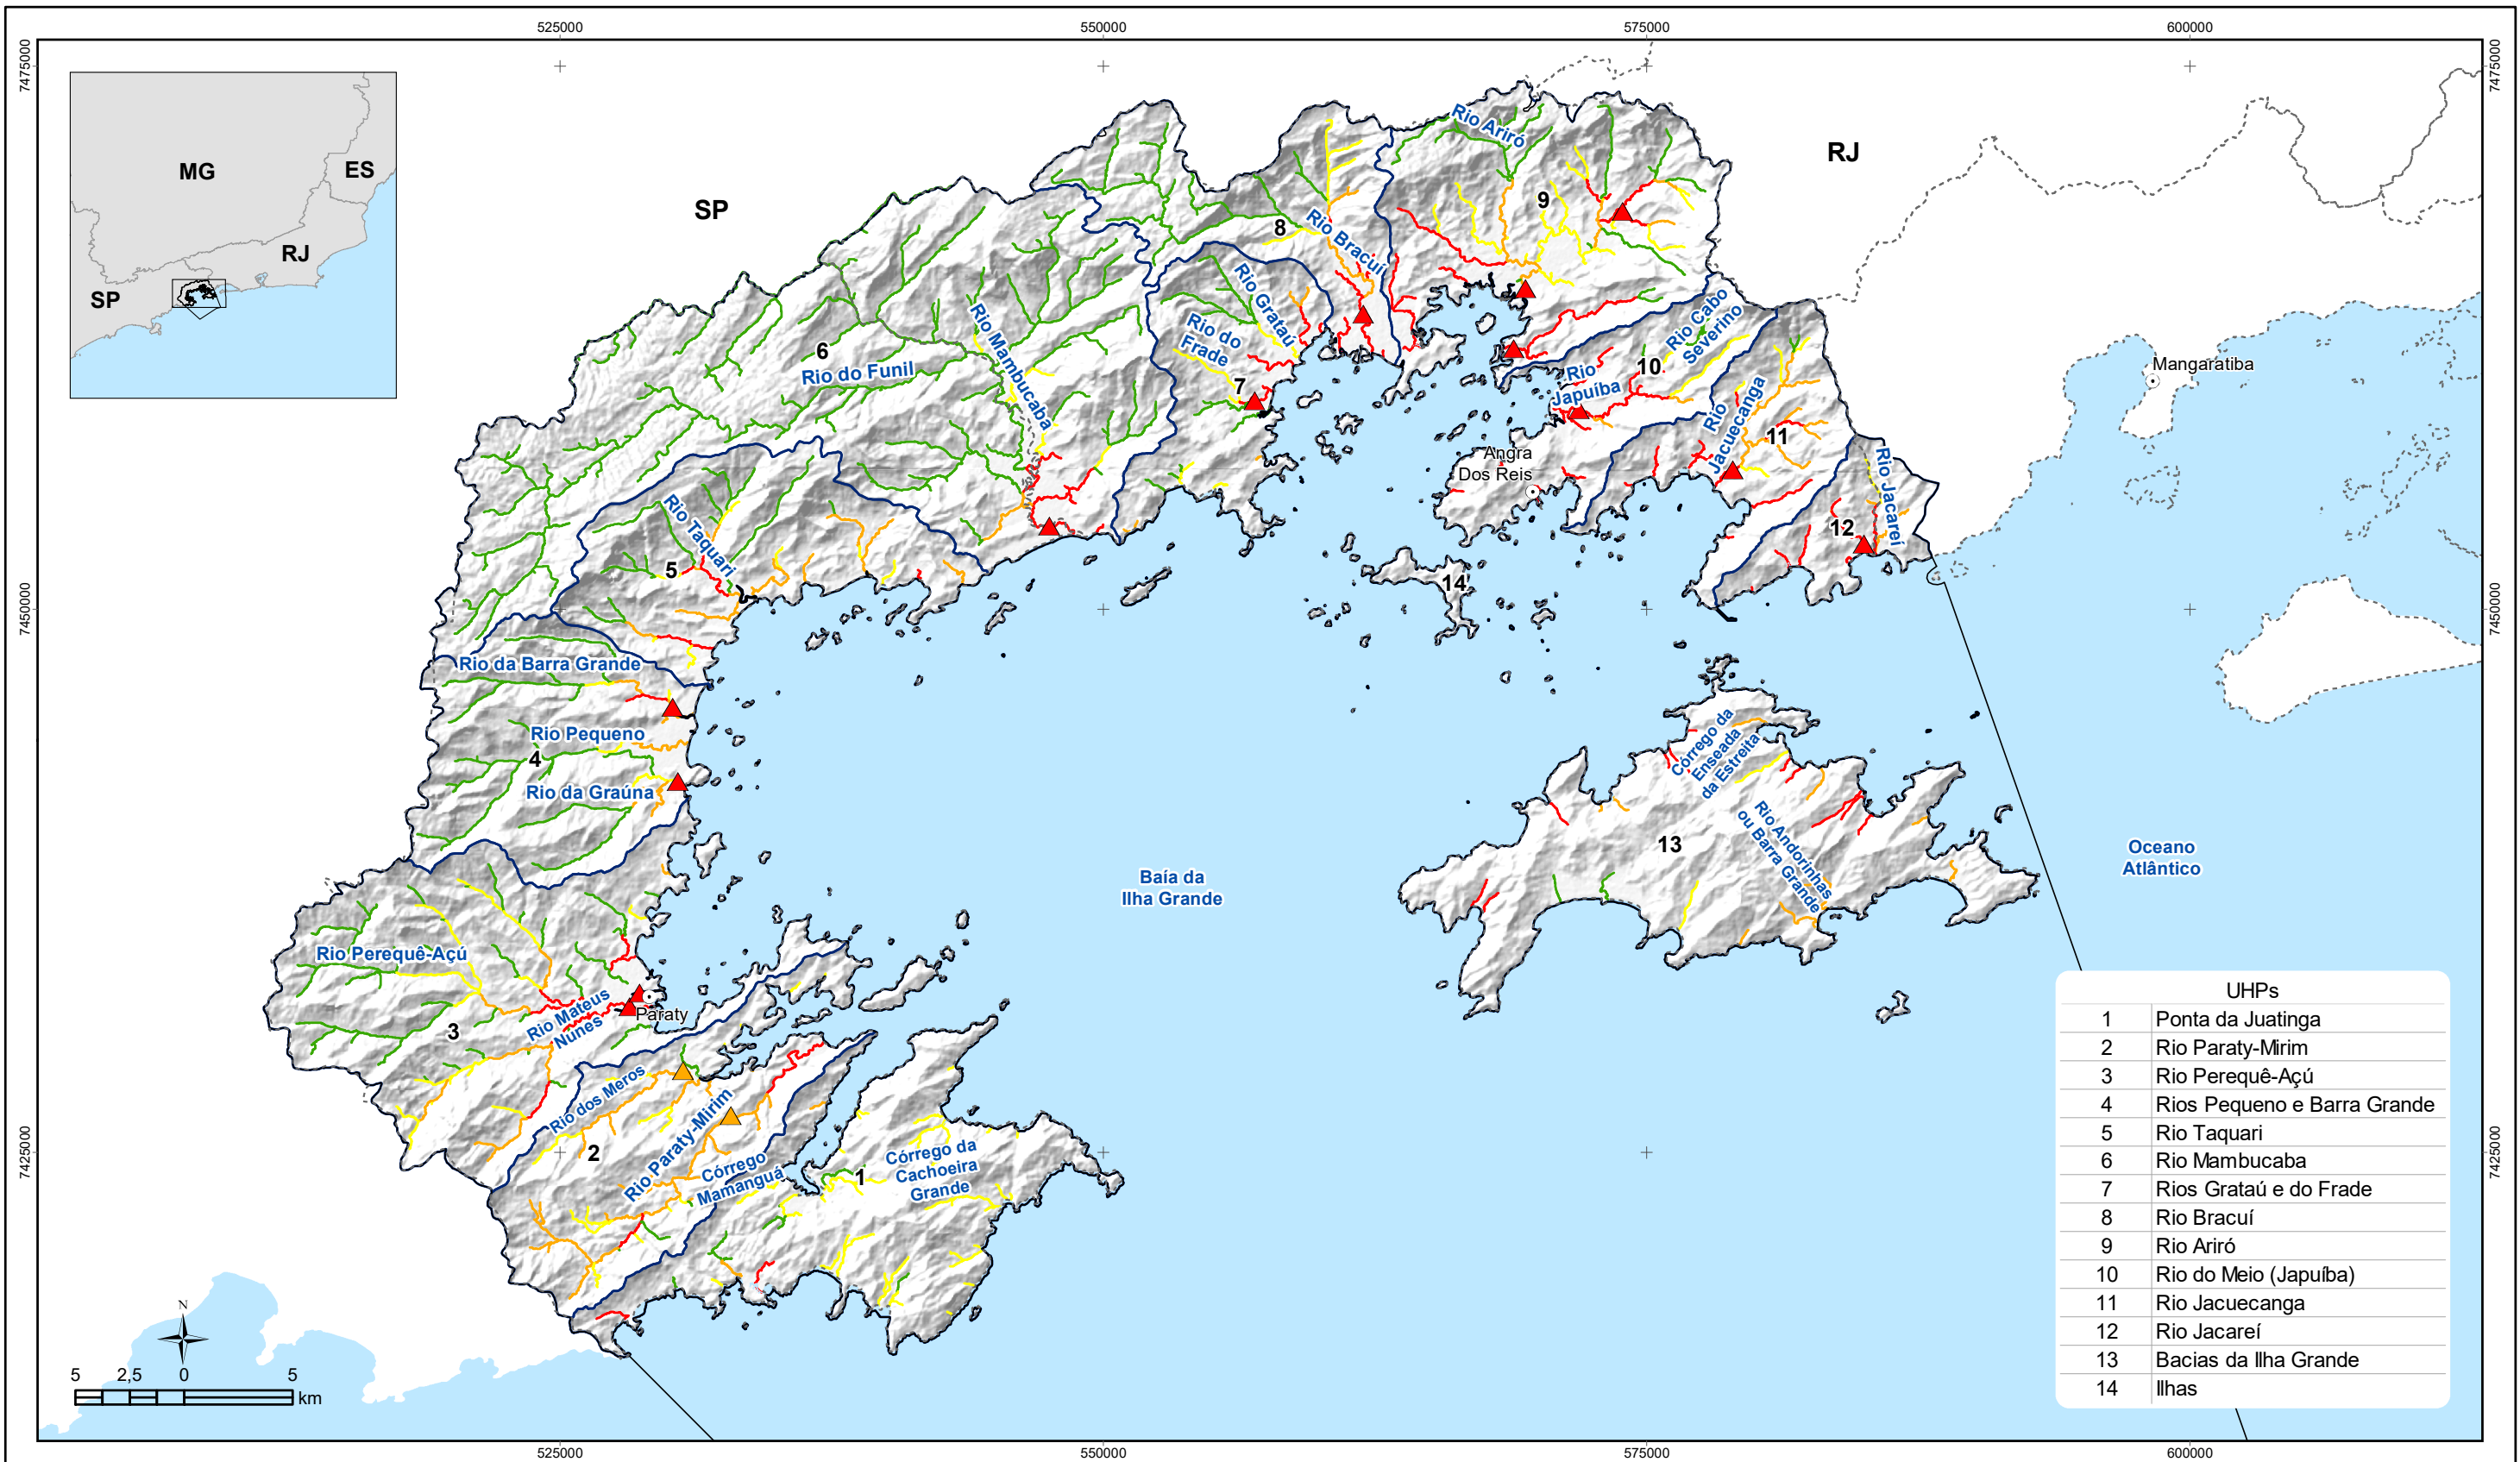 525000
550000
575000
600000
7475000
7475000
MG
ES
RJ
SP
SP
RJ
Rio Ariró
9
8
Rio Bracuí
Rio Grataú
Rio do
Frade
7
Rio Mambucaba
6
Rio do Funil
Rio Cabo
Severino
10
Rio
Japuíba
Rio
Jacuecanga
11
Mangaratiba
Angra
Dos Reis
Rio Jacareí
12
Rio Taquari
5
14
7450000
7450000
Rio da Barra Grande
Rio Pequeno
4
Rio da Graúna
Córrego da
Enseada
da Estreita
13
Rio Andorinhas
ou Barra Grande
Baía da
Ilha Grande
Oceano
Atlântico
Rio Perequê-Açú
3
Rio Mateus
Nunes
Paraty
Rio dos Meros
2
Rio Paraty-Mirim
Córrego
Mamanguá
1
Córrego da
Cachoeira
Grande
7425000
7425000
UHPs
1 Ponta da Juatinga
2 Rio Paraty-Mirim
3 Rio Perequê-Açú
4 Rios Pequeno e Barra Grande
5 Rio Taquari
6 Rio Mambucaba
7 Rios Grataú e do Frade
8 Rio Bracuí
9 Rio Ariró
10 Rio do Meio (Japuíba)
11 Rio Jacuecanga
12 Rio Jacareí
13 Bacias da Ilha Grande
14 Ilhas
N
5 2,5 0 5
km
525000
550000
575000
600000